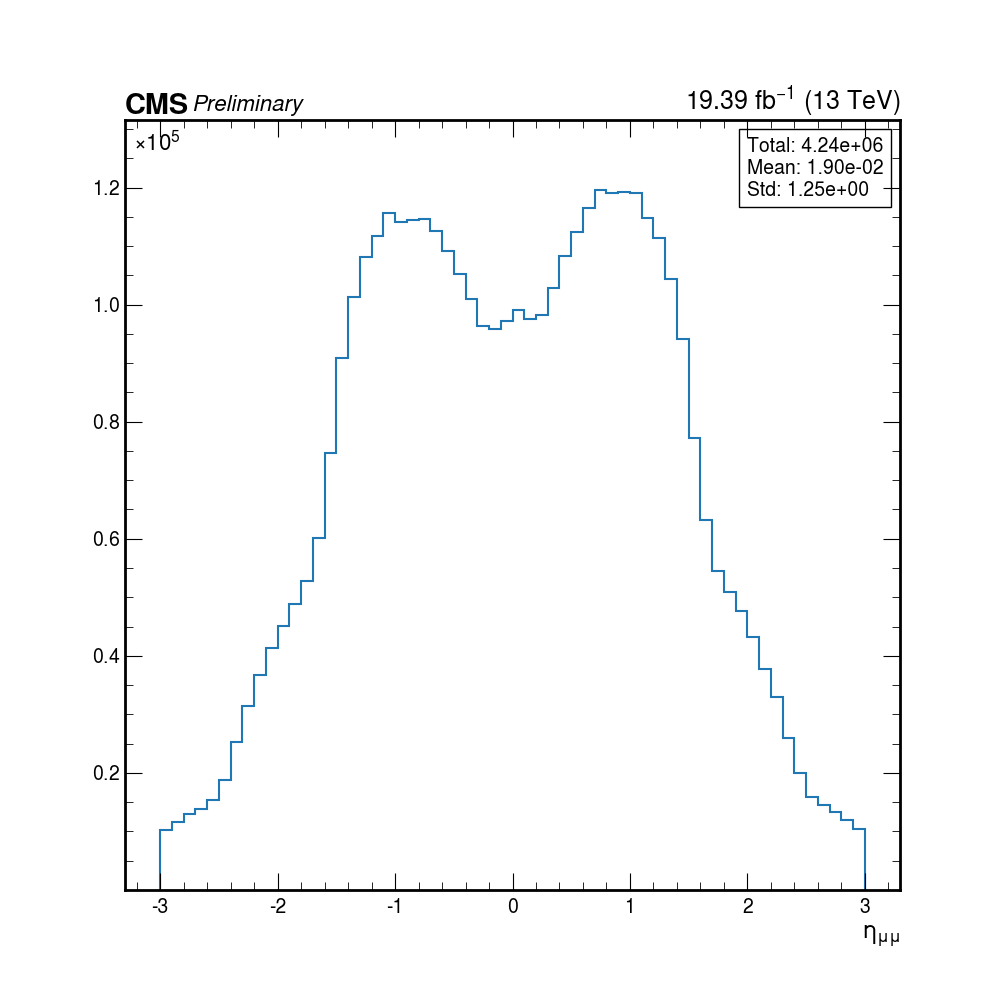 CMS Preliminary 19.39 fb⁻¹ (13 TeV)
×10⁵
Total: 4.24e+06
Mean: 1.90e-02
Std: 1.25e+00
1.2
1.0
0.8
0.6
0.4
0.2
-3 -2 -1 0 1 2 3
ημμ